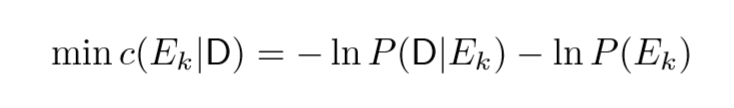 min c(E_k|D) = − ln P(D|E_k) − ln P(E_k)